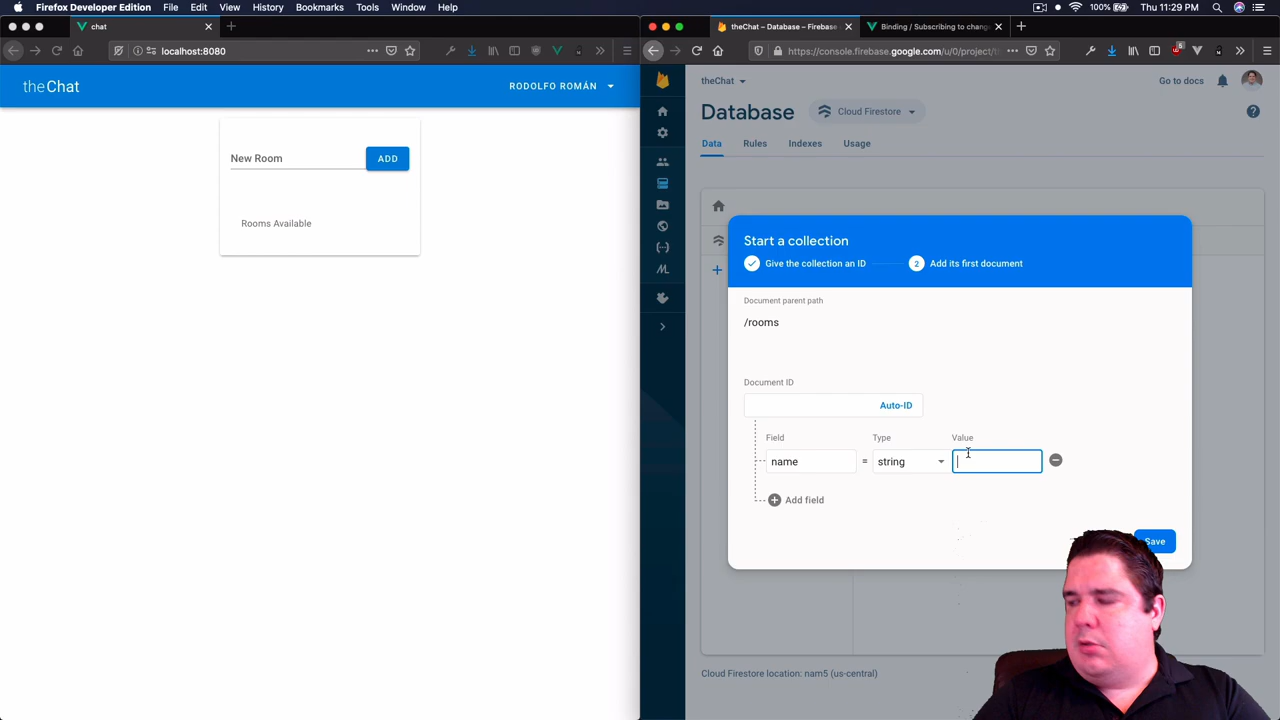 Firefox Developer Edition File Edit View History Bookmarks Tools Window Help
100% Wed 11:29 PM
chat
localhost:8080
theChat
RODOLFO ROMÁN
New Room
ADD
Rooms Available
theChat – Database – Firebase
Binding / Subscribing to chang
https://console.firebase.google.com/u/0/project/th
theChat
Go to docs
Database
Cloud Firestore
Data Rules Indexes Usage
Start a collection
Give the collection an ID
2 Add its first document
Document parent path
/rooms
Document ID
Auto-ID
Field Type Value
name = string
Add field
Save
Cloud Firestore location: nam5 (us-central)